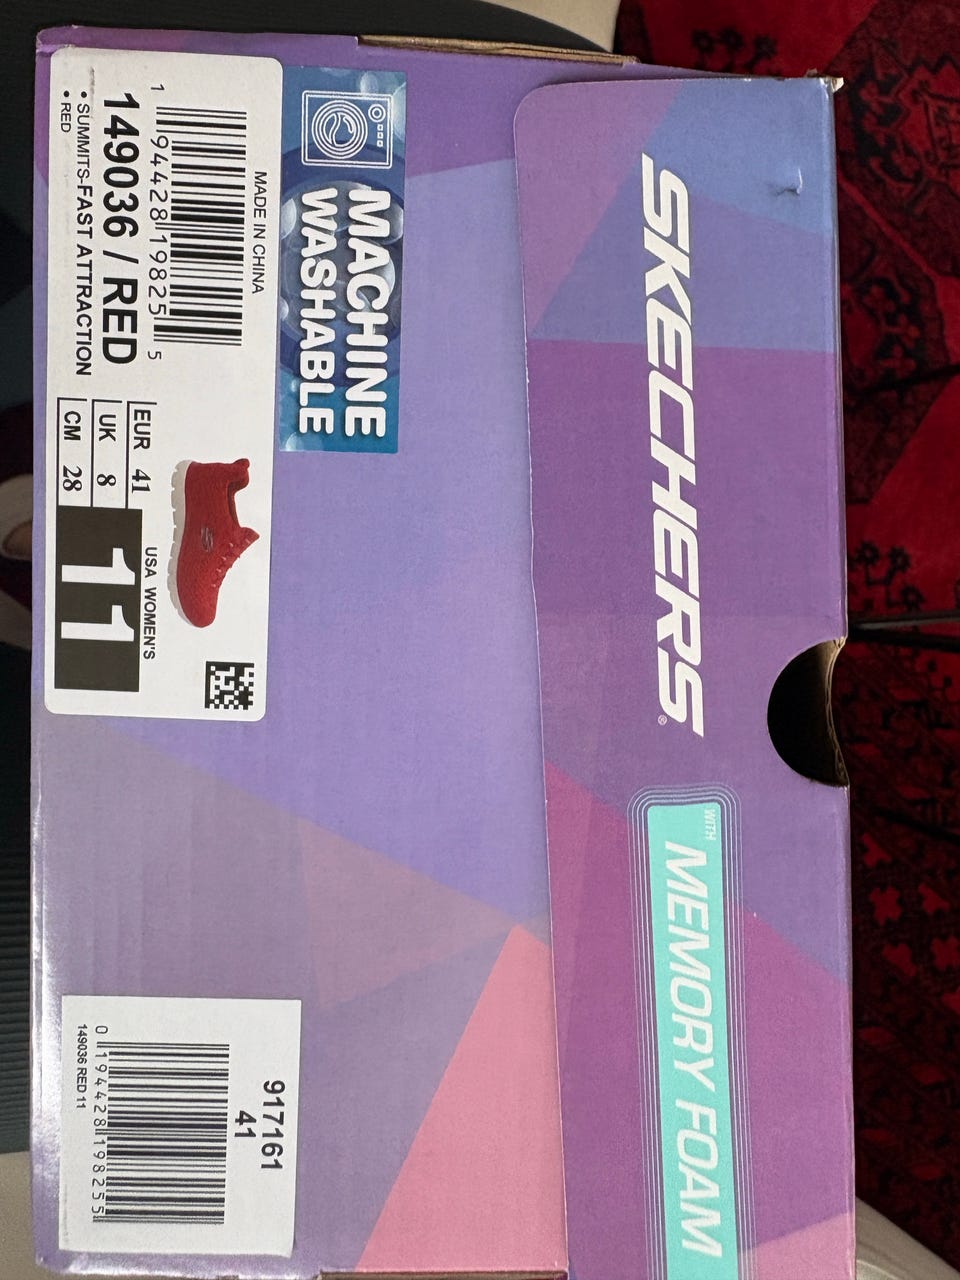 SKECHERS®
WITH
MEMORY FOAM
MACHINE
WASHABLE
MADE IN CHINA
1 94428 19825 5
149036 / RED
• SUMMITS-FAST ATTRACTION
• RED
USA WOMEN'S
11
EUR 41
UK 8
CM 28
917161
41
0 194428 198255
149036 RED 11